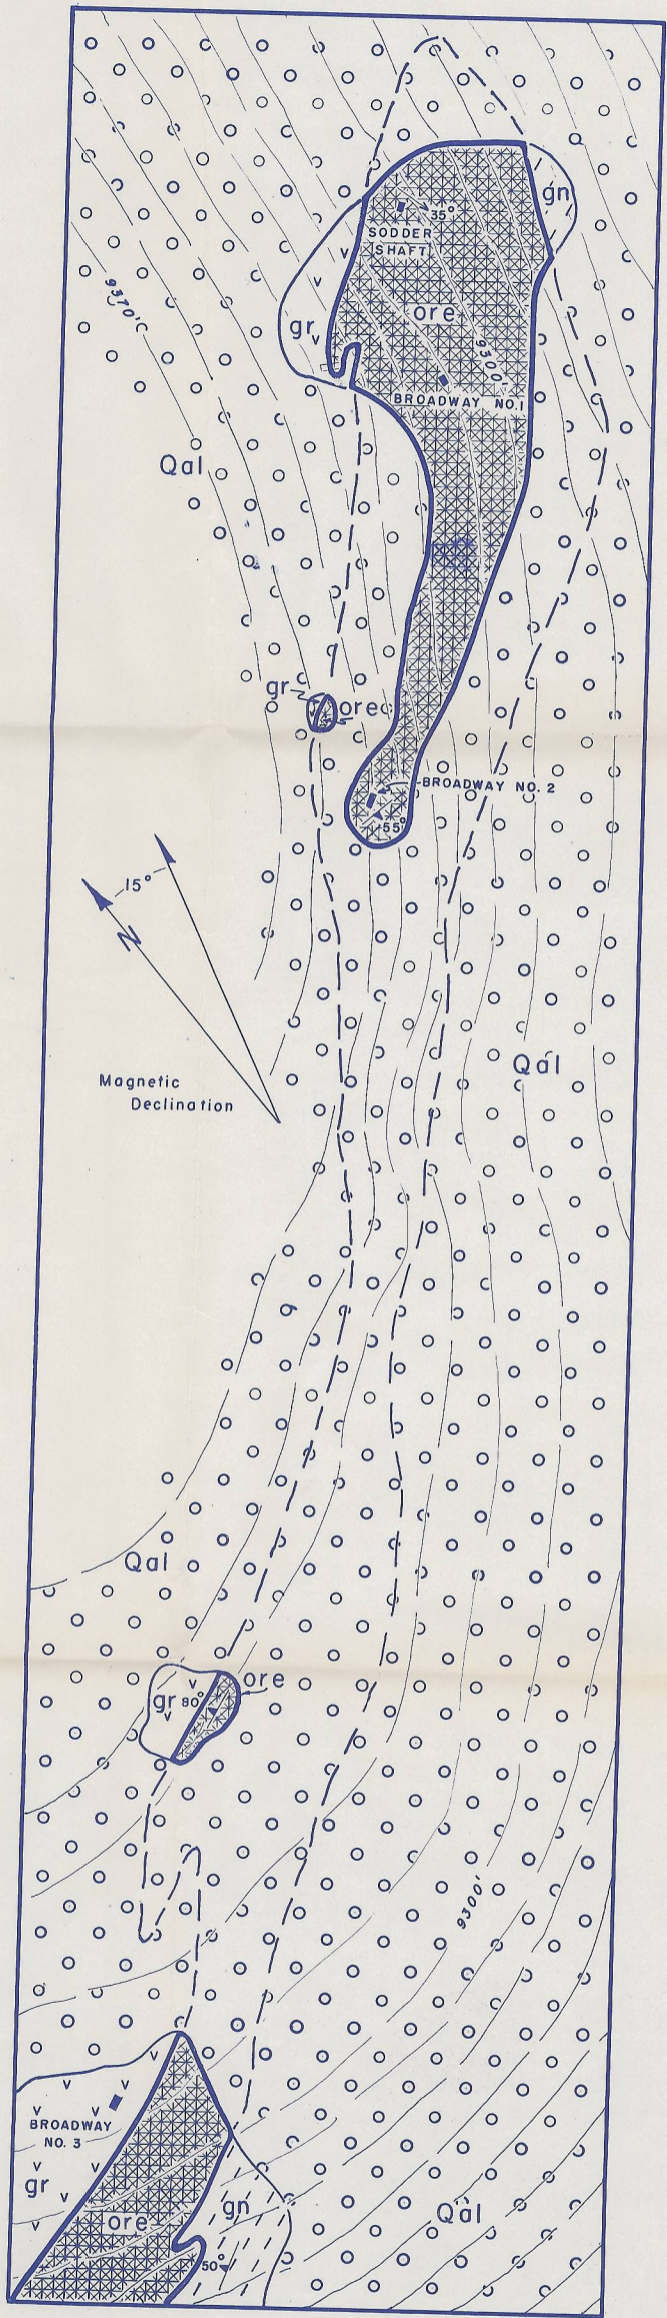 gn
35°
SODDER
SHAFT
9370'
ore
gr
9300'
BROADWAY NO.1
Qal
gr
ore
BROADWAY NO. 2
55°
15°
N
Qal
Magnetic
Declination
Qal
ore
gr 80°
9300'
BROADWAY
NO. 3
gr
gn
Qal
ore
50°